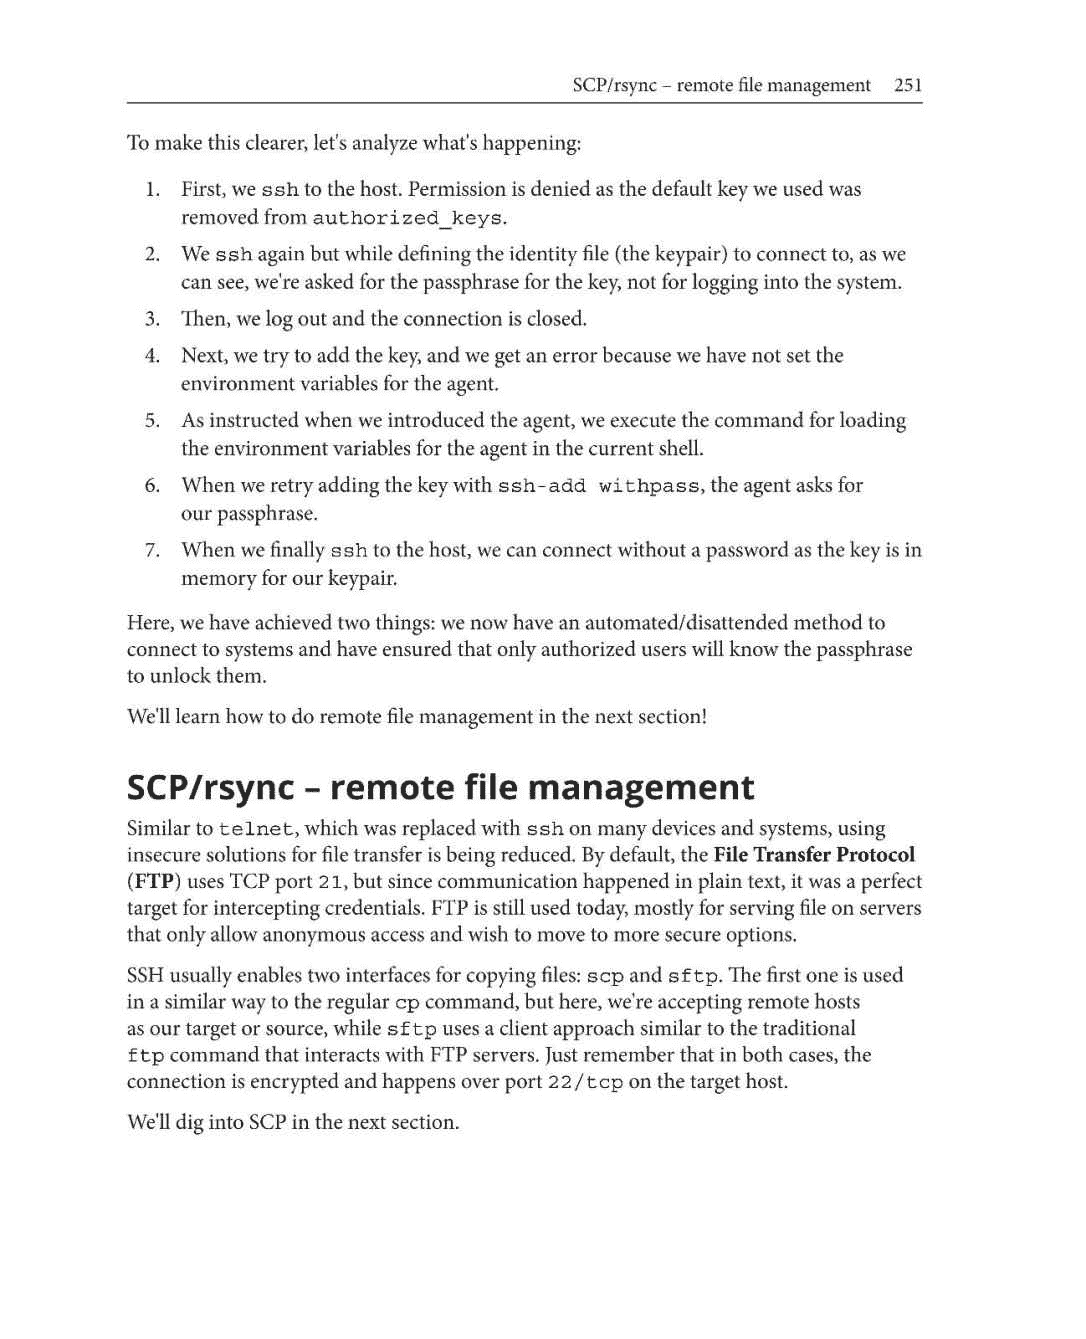 SCP/rsync – remote file management 251
To make this clearer, let's analyze what's happening:
1. First, we ssh to the host. Permission is denied as the default key we used was
removed from authorized_keys.
2. We ssh again but while defining the identity file (the keypair) to connect to, as we
can see, we're asked for the passphrase for the key, not for logging into the system.
3. Then, we log out and the connection is closed.
4. Next, we try to add the key, and we get an error because we have not set the
environment variables for the agent.
5. As instructed when we introduced the agent, we execute the command for loading
the environment variables for the agent in the current shell.
6. When we retry adding the key with ssh-add withpass, the agent asks for
our passphrase.
7. When we finally ssh to the host, we can connect without a password as the key is in
memory for our keypair.
Here, we have achieved two things: we now have an automated/disattended method to
connect to systems and have ensured that only authorized users will know the passphrase
to unlock them.
We'll learn how to do remote file management in the next section!
SCP/rsync – remote file management
Similar to telnet, which was replaced with ssh on many devices and systems, using
insecure solutions for file transfer is being reduced. By default, the File Transfer Protocol
(FTP) uses TCP port 21, but since communication happened in plain text, it was a perfect
target for intercepting credentials. FTP is still used today, mostly for serving file on servers
that only allow anonymous access and wish to move to more secure options.
SSH usually enables two interfaces for copying files: scp and sftp. The first one is used
in a similar way to the regular cp command, but here, we're accepting remote hosts
as our target or source, while sftp uses a client approach similar to the traditional
ftp command that interacts with FTP servers. Just remember that in both cases, the
connection is encrypted and happens over port 22/tcp on the target host.
We'll dig into SCP in the next section.